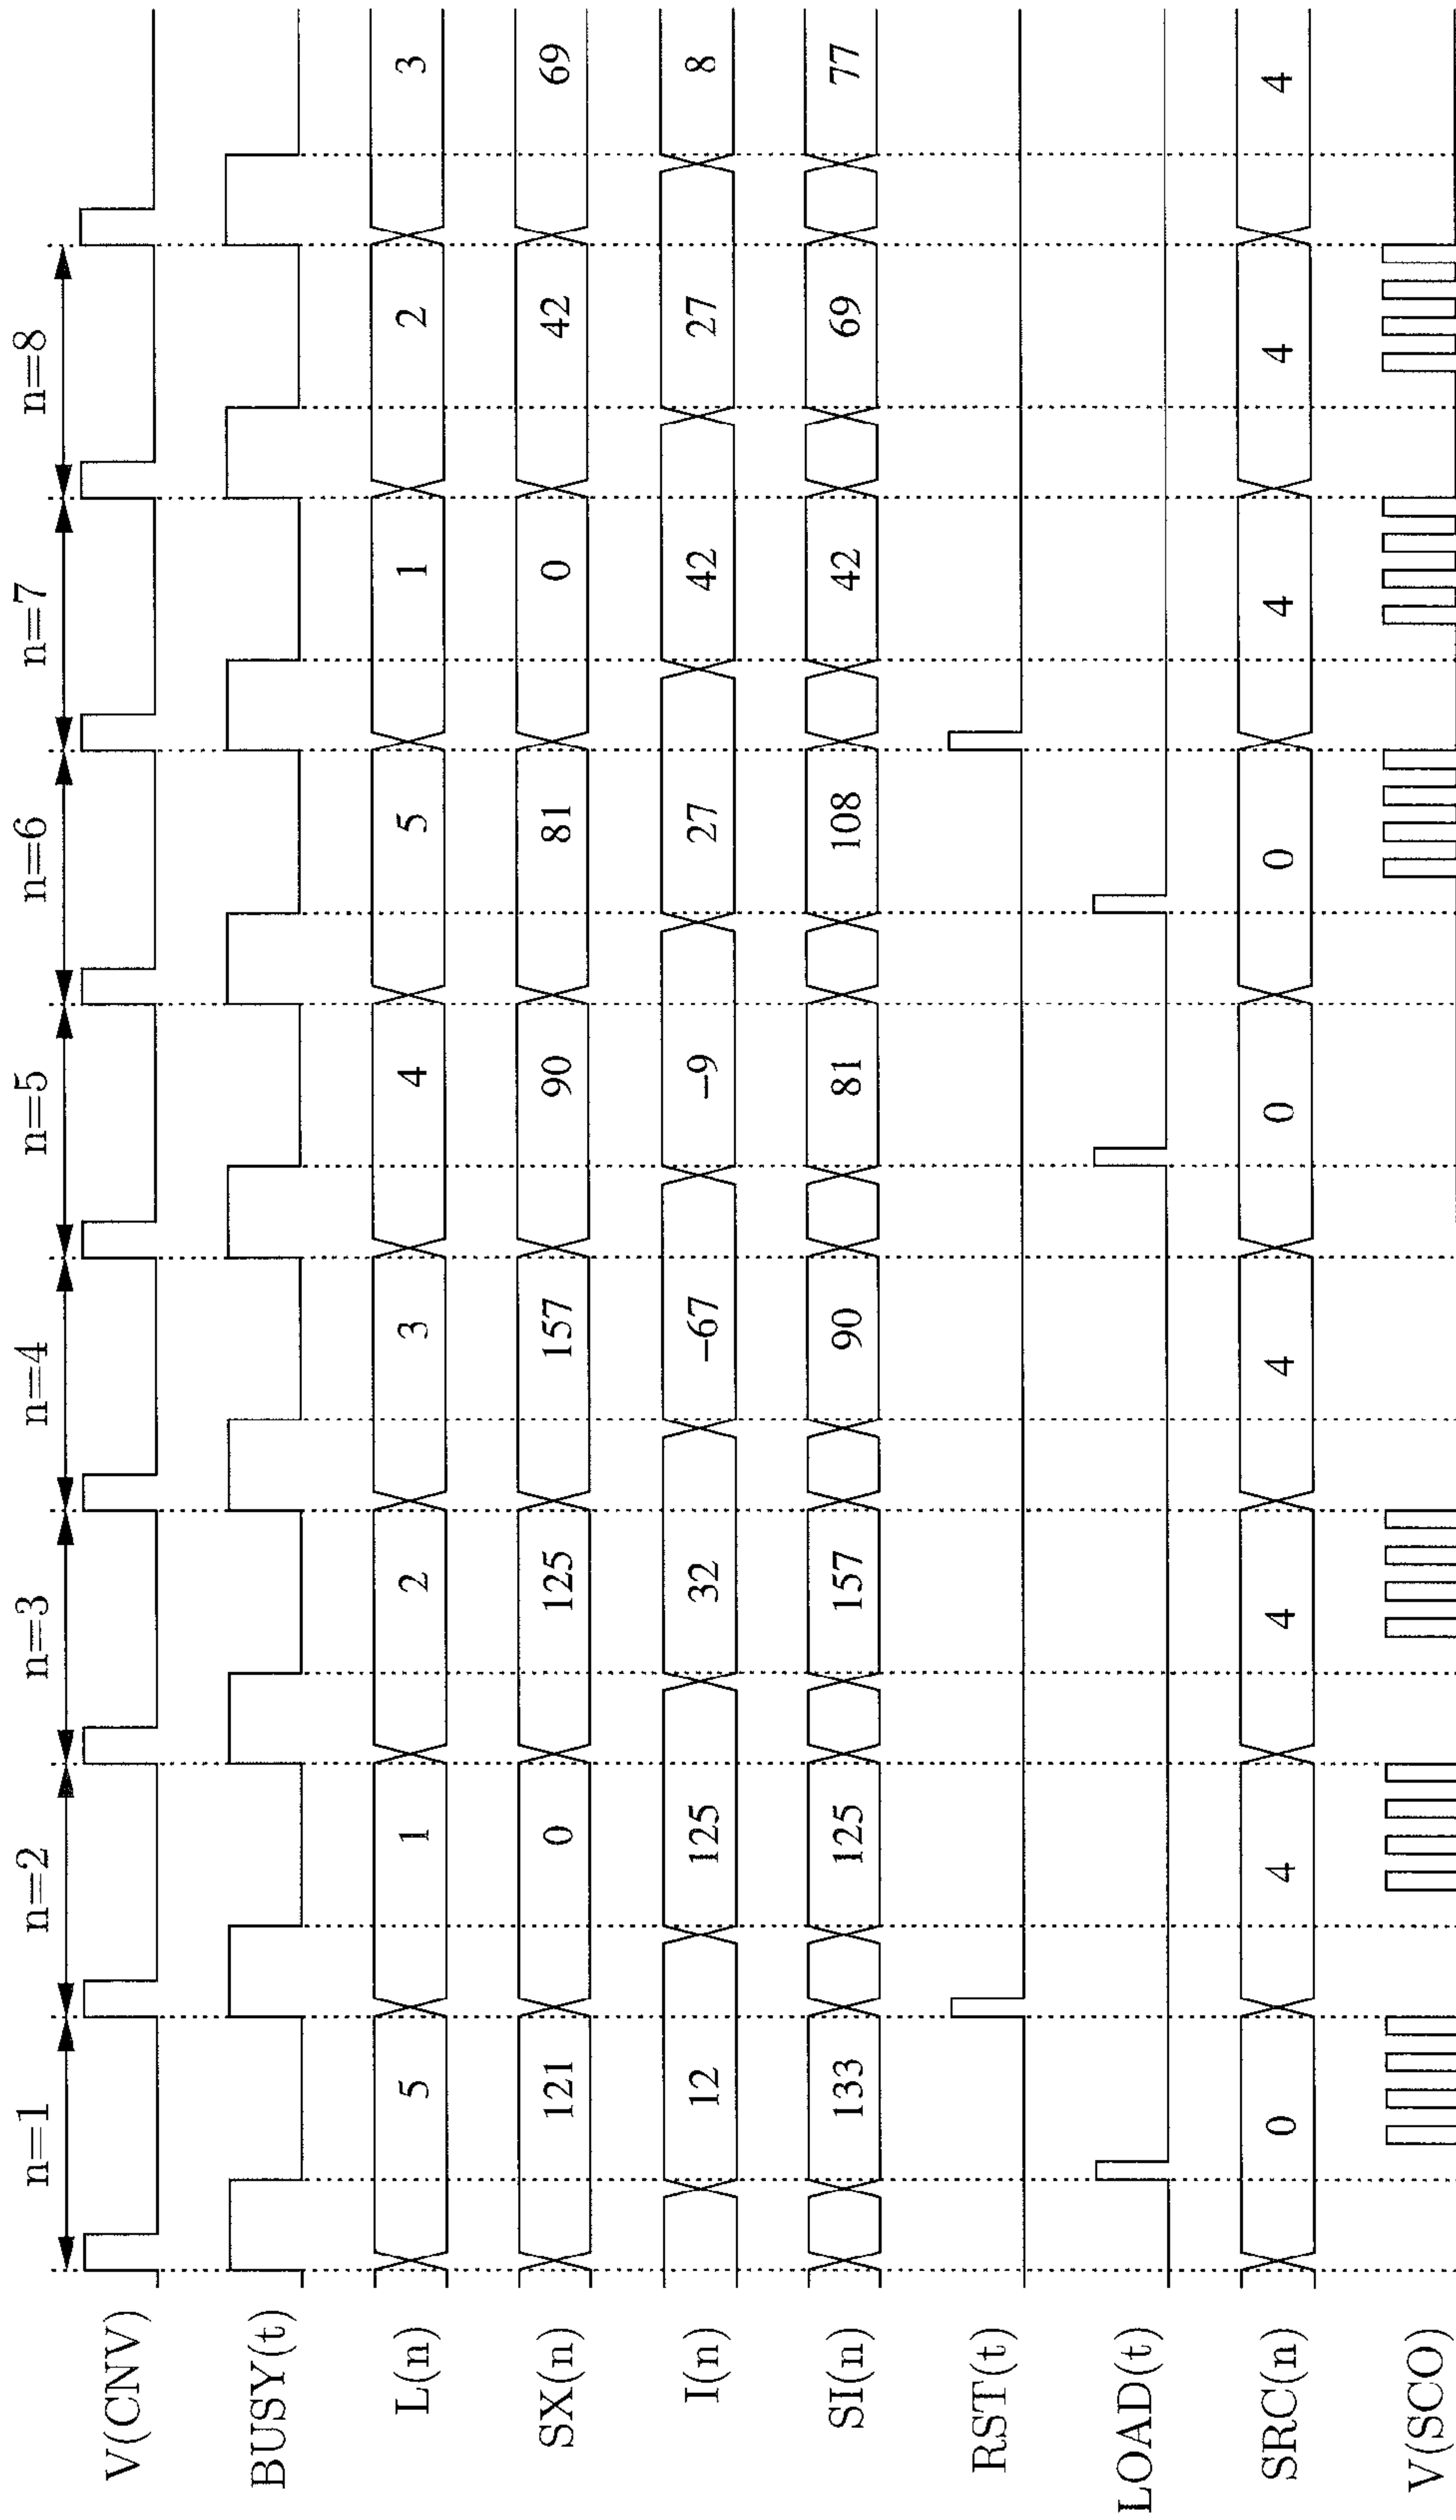 n=1 n=2 n=3 n=4 n=5 n=6 n=7 n=8
V(CNV)
BUSY(t)
L(n) 5 1 2 3 4 5 1 2 3
SX(n) 121 0 125 157 90 81 0 42 69
I(n) 12 125 32 –67 –9 27 42 27 8
SI(n) 133 125 157 90 81 108 42 69 77
RST(t)
LOAD(t)
SRC(n) 0 4 4 4 0 0 4 4 4
V(SCO)